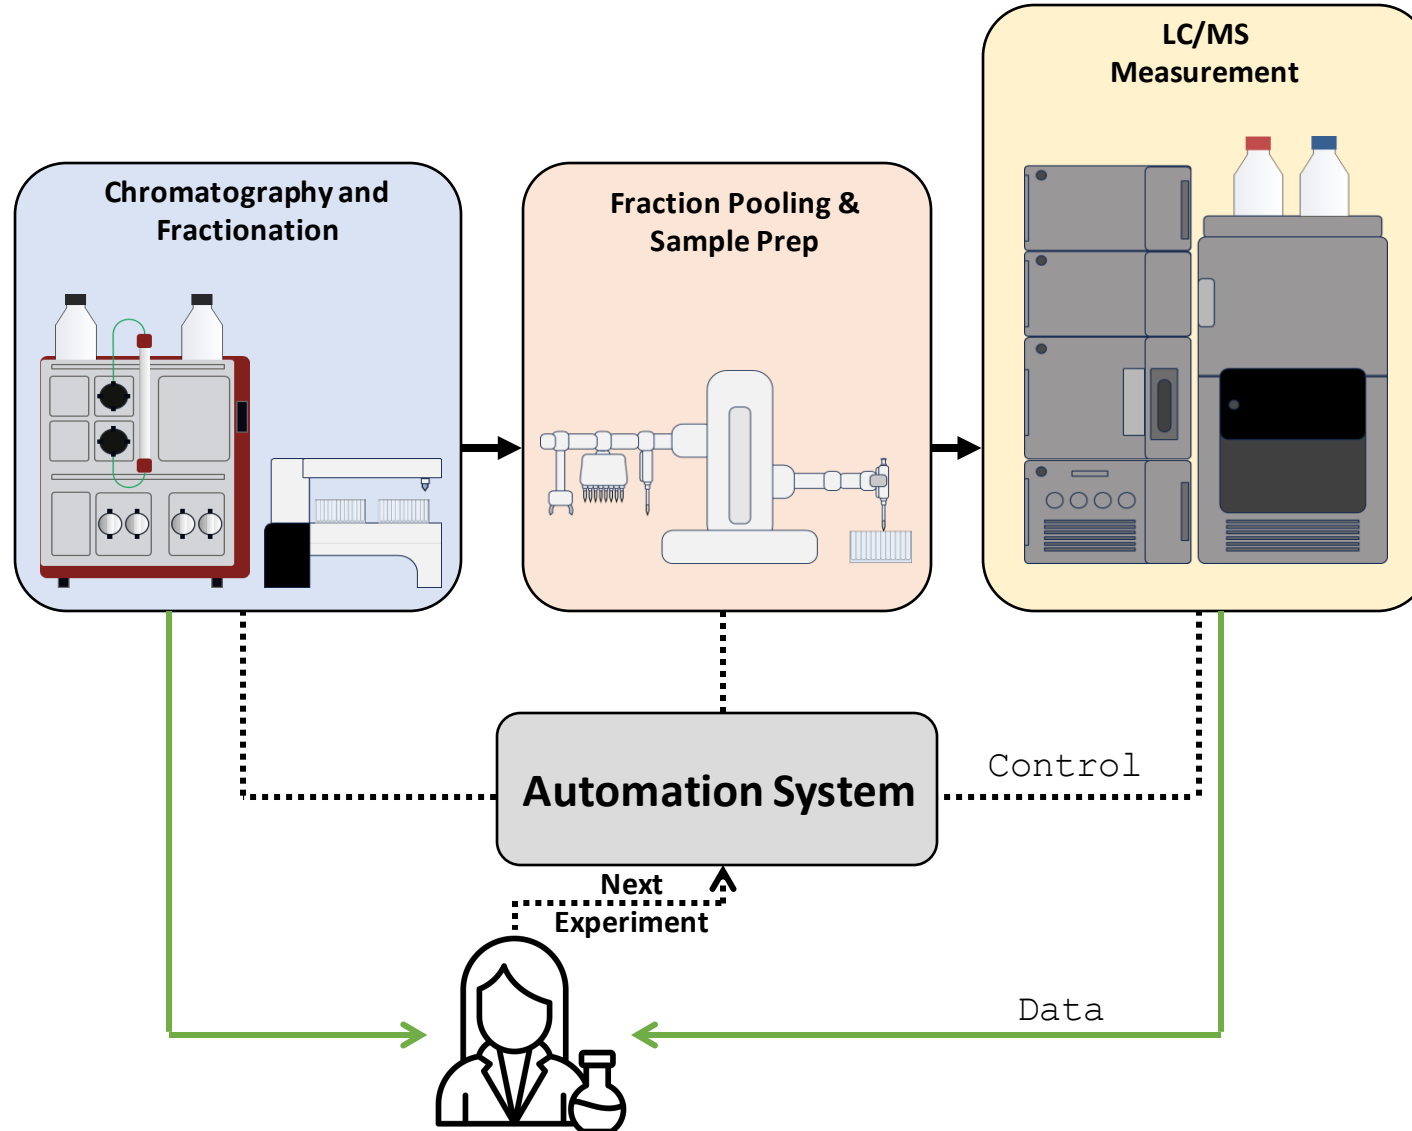 LC/MS
Measurement
Chromatography and
Fractionation
Fraction Pooling &
Sample Prep
Automation System
Control
Next
Experiment
Data